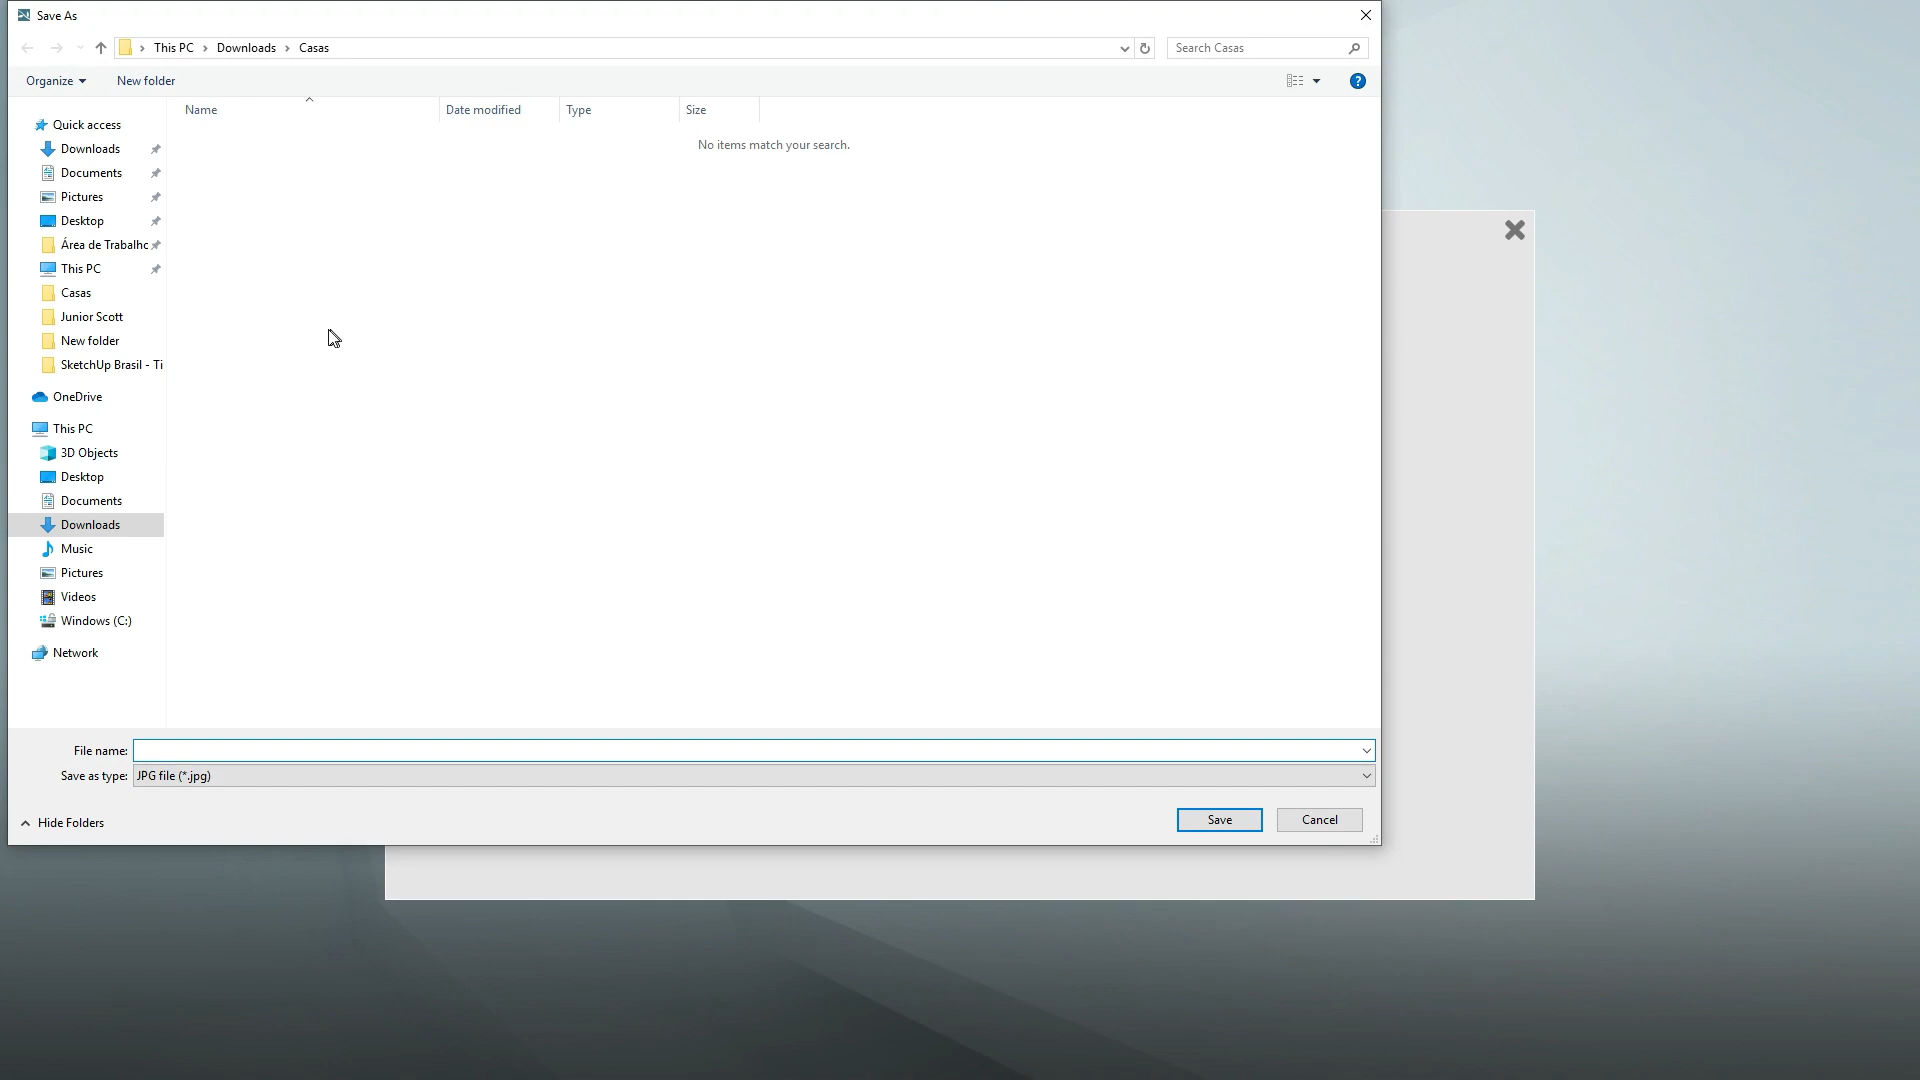 Save As
This PC > Downloads > Casas
Search Casas
Organize
New folder
Name
Date modified
Type
Size
No items match your search.
Quick access
Downloads
Documents
Pictures
Desktop
Área de Trabalho
This PC
Casas
Junior Scott
New folder
SketchUp Brasil - Ti
OneDrive
This PC
3D Objects
Desktop
Documents
Downloads
Music
Pictures
Videos
Windows (C:)
Network
File name:
Save as type: JPG file (*.jpg)
Hide Folders
Save
Cancel